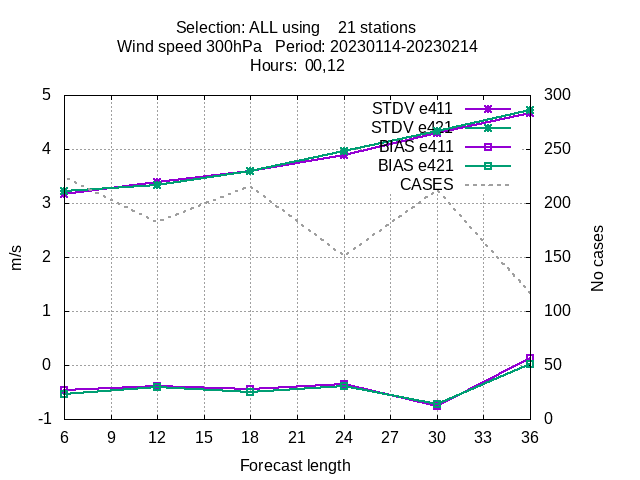 Selection: ALL using    21 stations
Wind speed 300hPa   Period: 20230114-20230214
Hours:  00,12
5 300
STDV e411
STDV e421
4 BIAS e411 250
BIAS e421
CASES
3 200
m/s
2 150
No cases
1 100
0 50
-1 0
6 9 12 15 18 21 24 27 30 33 36
Forecast length